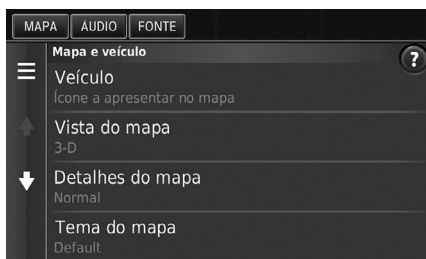 MAPA ÁUDIO FONTE
Mapa e veículo
?
Veículo
Ícone a apresentar no mapa
Vista do mapa
3-D
Detalhes do mapa
Normal
Tema do mapa
Default